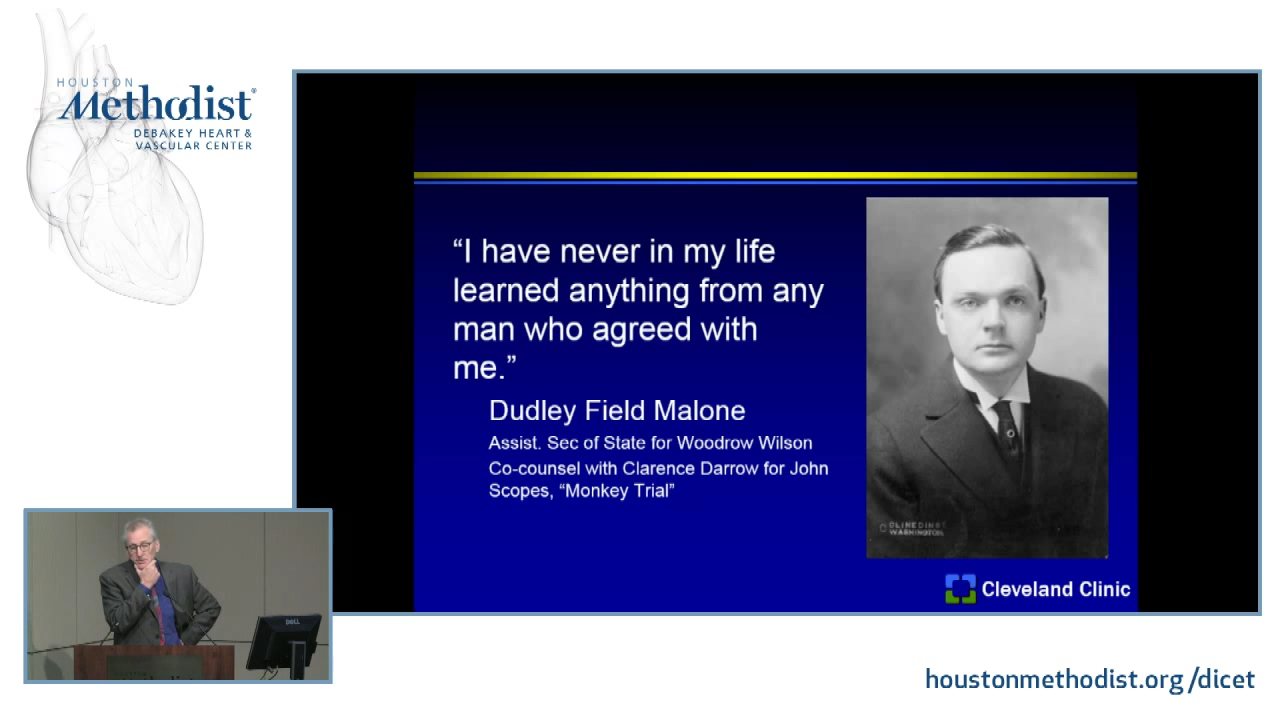 HOUSTON
Methodist®
DEBAKEY HEART &
VASCULAR CENTER
“I have never in my life
learned anything from any
man who agreed with
me.”
Dudley Field Malone
Assist. Sec of State for Woodrow Wilson
Co-counsel with Clarence Darrow for John
Scopes, “Monkey Trial”
WASHINGTON.
Cleveland Clinic
DELL
houstonmethodist.org/dicet